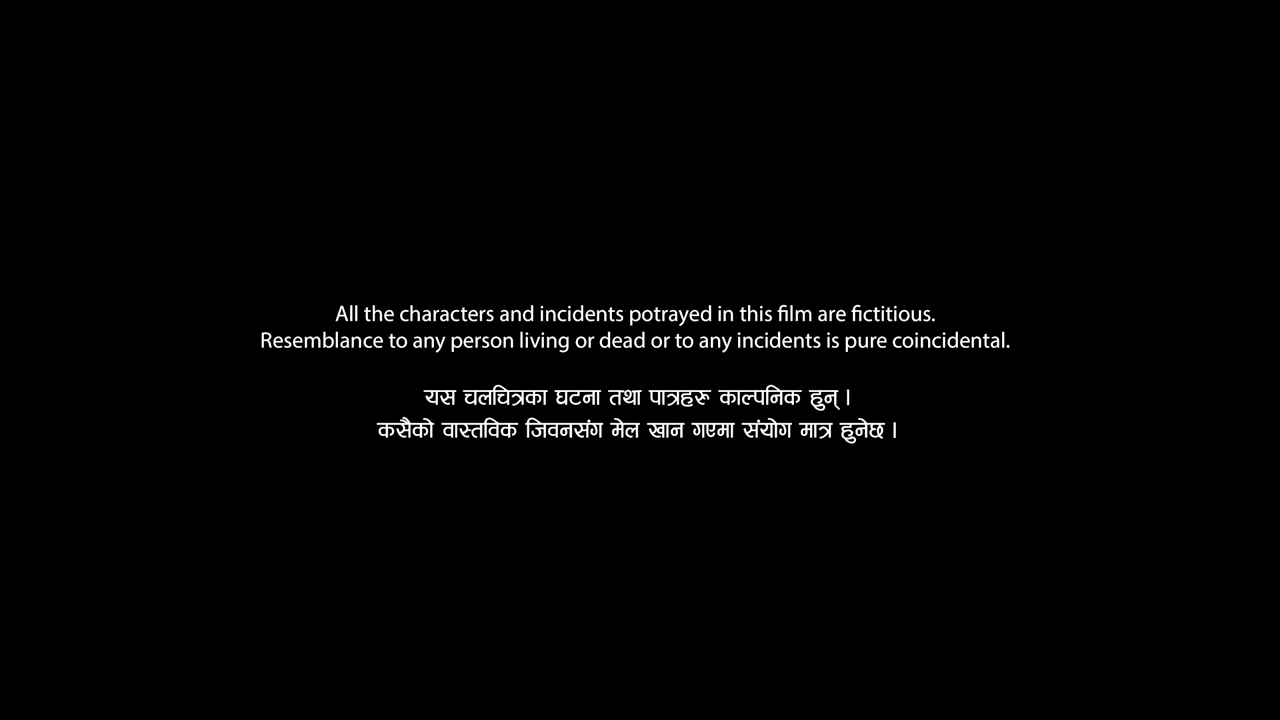 All the characters and incidents potrayed in this film are fictitious.
Resemblance to any person living or dead or to any incidents is pure coincidental.
यस चलचित्रका घटना तथा पात्रहरू काल्पनिक हुन् ।
कसैको वास्तविक जिवनसंग मेल खान गएमा संयोग मात्र हुनेछ ।